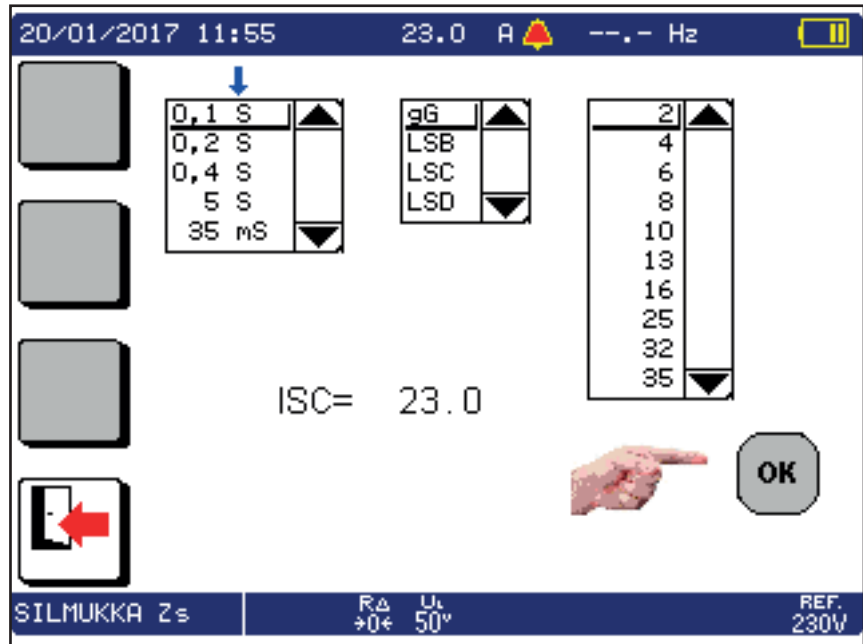 20/01/2017 11:55 23.0 A --.- Hz
0,1 S
0,2 S
0,4 S
5 S
35 mS
gG
LSB
LSC
LSD
2
4
6
8
10
13
16
25
32
35
ISC= 23.0
OK
SILMUKKA Zs
RΔ
→0←
UL
50V
REF.
230V